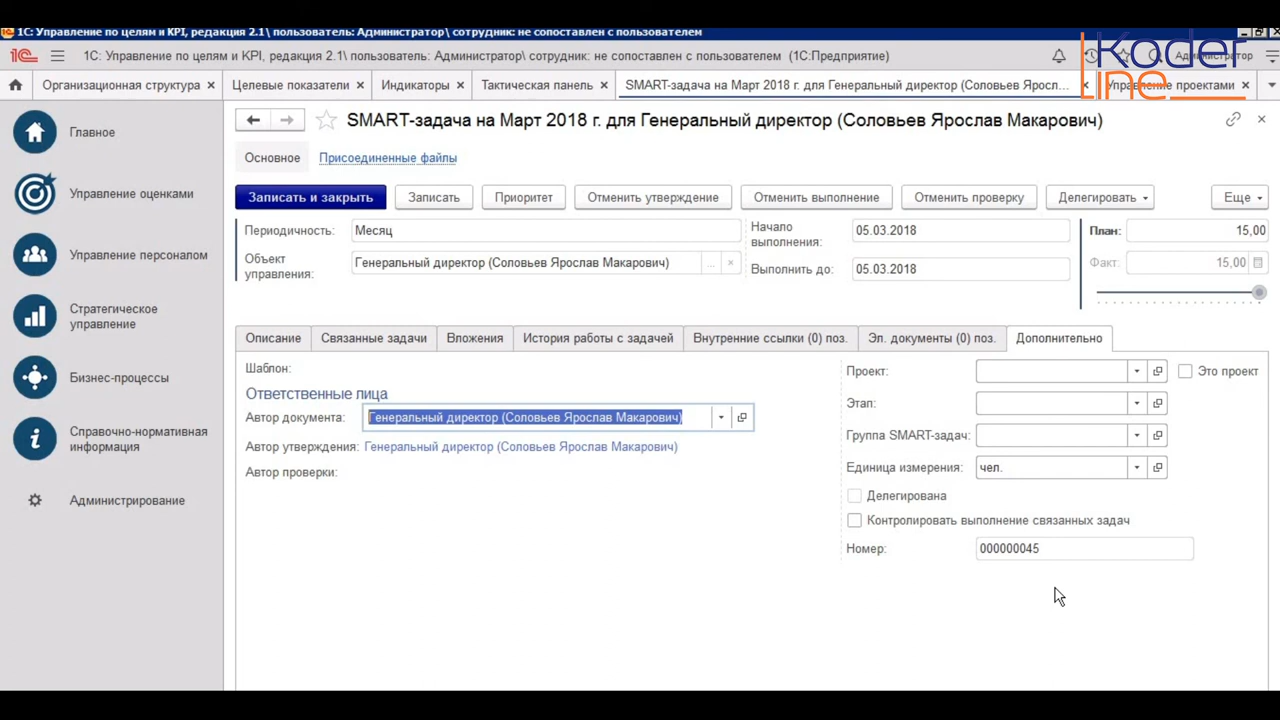 1С: Управление по целям и KPI, редакция 2.1\ пользователь: Администратор\ сотрудник: не сопоставлен с пользователем
1С: Управление по целям и KPI, редакция 2.1\ пользователь: Администратор\ сотрудник: не сопоставлен с пользователем (1С:Предприятие)
Администратор
Koder
Line
Организационная структура
Целевые показатели
Индикаторы
Тактическая панель
SMART-задача на Март 2018 г. для Генеральный директор (Соловьев Яросл...
Управление проектами
Главное
Управление оценками
Управление персоналом
Стратегическое
управление
Бизнес-процессы
Справочно-нормативная
информация
Администрирование
SMART-задача на Март 2018 г. для Генеральный директор (Соловьев Ярослав Макарович)
Основное
Присоединенные файлы
Записать и закрыть
Записать
Приоритет
Отменить утверждение
Отменить выполнение
Отменить проверку
Делегировать
Еще
Периодичность: Месяц
Объект
управления: Генеральный директор (Соловьев Ярослав Макарович) ...
Начало
выполнения: 05.03.2018
Выполнить до: 05.03.2018
План: 15,00
Факт: 15,00
Описание
Связанные задачи
Вложения
История работы с задачей
Внутренние ссылки (0) поз.
Эл. документы (0) поз.
Дополнительно
Шаблон:
Ответственные лица
Автор документа: Генеральный директор (Соловьев Ярослав Макарович)
Автор утверждения: Генеральный директор (Соловьев Ярослав Макарович)
Автор проверки:
Проект:
Это проект
Этап:
Группа SMART-задач:
Единица измерения: чел.
Делегирована
Контролировать выполнение связанных задач
Номер: 000000045